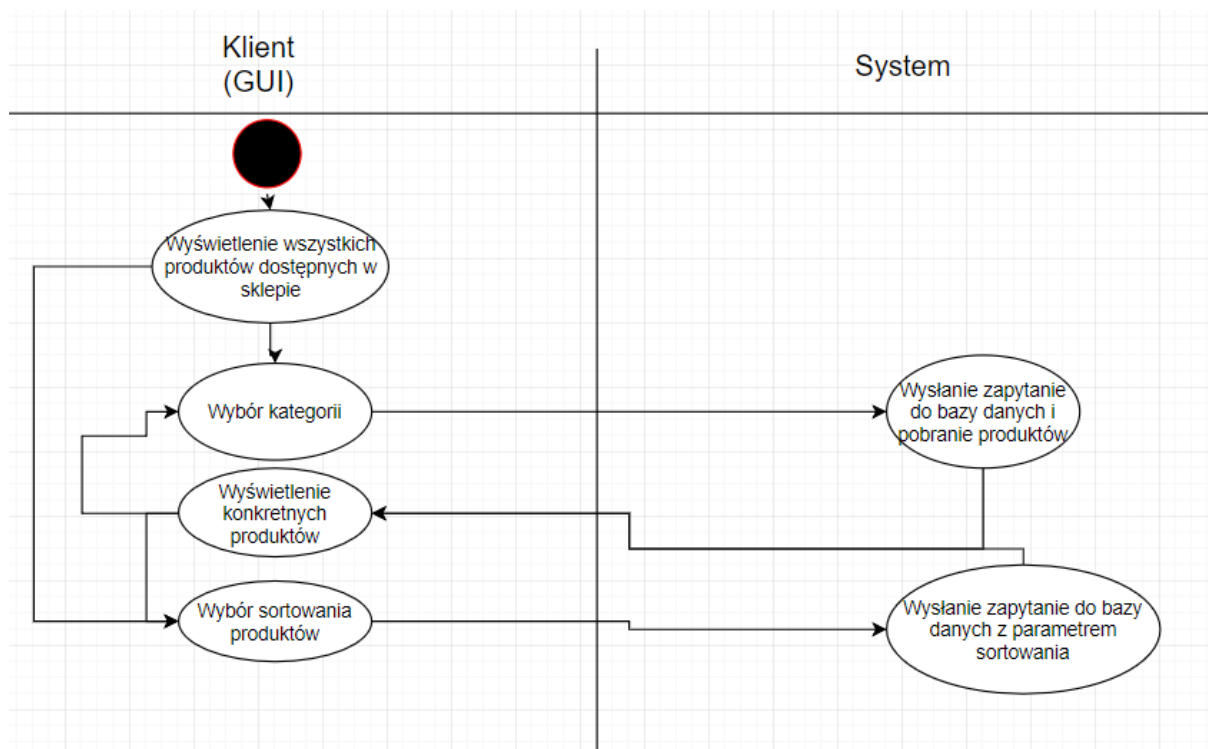 Klient
(GUI)
System
Wyświetlenie wszystkich
produktów dostępnych w
sklepie
Wybór kategorii
Wysłanie zapytanie
do bazy danych i
pobranie produktów
Wyświetlenie
konkretnych
produktów
Wybór sortowania
produktów
Wysłanie zapytanie do bazy
danych z parametrem
sortowania